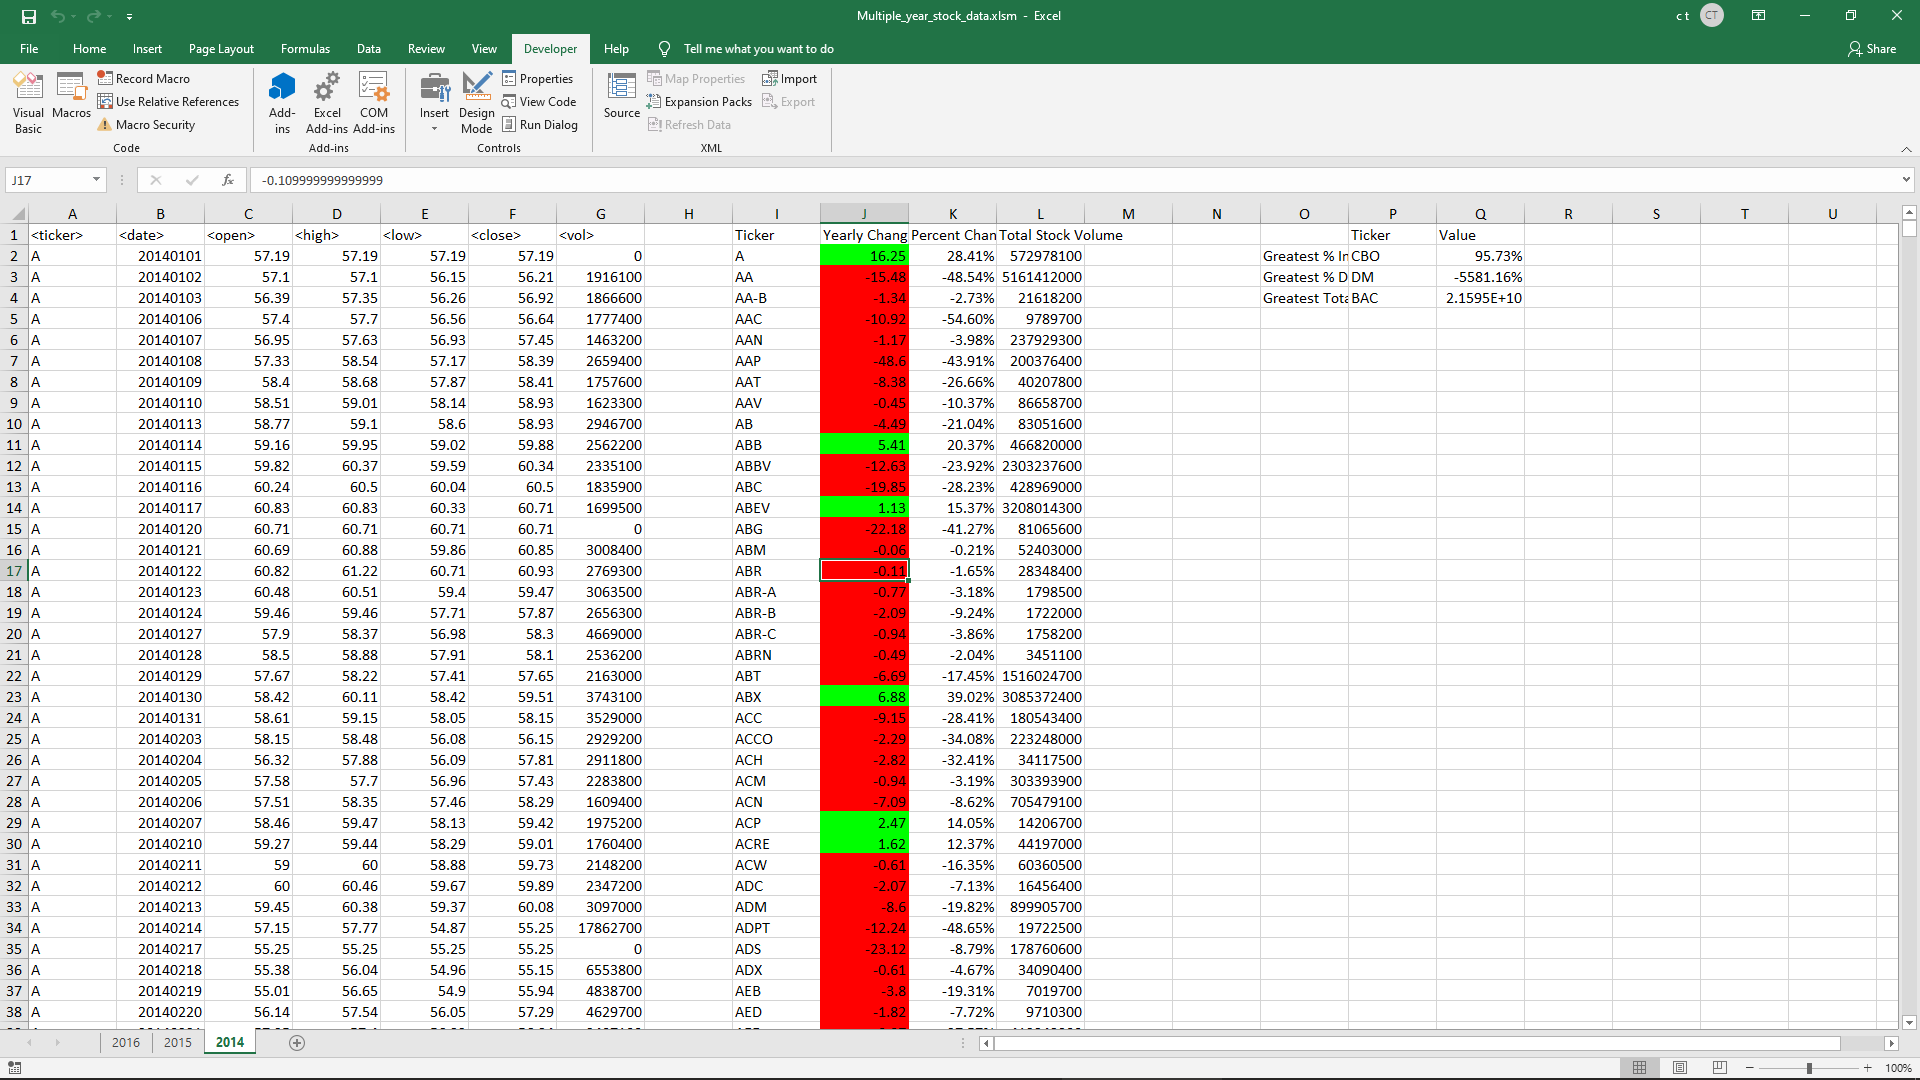 Multiple_year_stock_data.xlsm - Excel
c t CT
File Home Insert Page Layout Formulas Data Review View Developer Help Tell me what you want to do Share
Visual Basic Macros Record Macro Use Relative References Macro Security
Code
Add-ins Excel Add-ins COM Add-ins
Add-ins
Insert Design Mode Properties View Code Run Dialog
Controls
Source Map Properties Expansion Packs Refresh Data Import Export
XML
J17 fx -0.109999999999999
A B C D E F G H I J K L M N O P Q R S T U
1 <ticker> <date> <open> <high> <low> <close> <vol> Ticker Yearly Chang Percent Chan Total Stock Volume Ticker Value
2 A 20140101 57.19 57.19 57.19 57.19 0 A 16.25 28.41% 572978100 Greatest % In CBO 95.73%
3 A 20140102 57.1 57.1 56.15 56.21 1916100 AA -15.48 -48.54% 5161412000 Greatest % D DM -5581.16%
4 A 20140103 56.39 57.35 56.26 56.92 1866600 AA-B -1.34 -2.73% 21618200 Greatest Tota BAC 2.1595E+10
5 A 20140106 57.4 57.7 56.56 56.64 1777400 AAC -10.92 -54.60% 9789700
6 A 20140107 56.95 57.63 56.93 57.45 1463200 AAN -1.17 -3.98% 237929300
7 A 20140108 57.33 58.54 57.17 58.39 2659400 AAP -48.6 -43.91% 200376400
8 A 20140109 58.4 58.68 57.87 58.41 1757600 AAT -8.38 -26.66% 40207800
9 A 20140110 58.51 59.01 58.14 58.93 1623300 AAV -0.45 -10.37% 86658700
10 A 20140113 58.77 59.1 58.6 58.93 2946700 AB -4.49 -21.04% 83051600
11 A 20140114 59.16 59.95 59.02 59.88 2562200 ABB 5.41 20.37% 466820000
12 A 20140115 59.82 60.37 59.59 60.34 2335100 ABBV -12.63 -23.92% 2303237600
13 A 20140116 60.24 60.5 60.04 60.5 1835900 ABC -19.85 -28.23% 428969000
14 A 20140117 60.83 60.83 60.33 60.71 1699500 ABEV 1.13 15.37% 3208014300
15 A 20140120 60.71 60.71 60.71 60.71 0 ABG -22.18 -41.27% 81065600
16 A 20140121 60.69 60.88 59.86 60.85 3008400 ABM -0.06 -0.21% 52403000
17 A 20140122 60.82 61.22 60.71 60.93 2769300 ABR -0.11 -1.65% 28348400
18 A 20140123 60.48 60.51 59.4 59.47 3063500 ABR-A -0.77 -3.18% 1798500
19 A 20140124 59.46 59.46 57.71 57.87 2656300 ABR-B -2.09 -9.24% 1722000
20 A 20140127 57.9 58.37 56.98 58.3 4669000 ABR-C -0.94 -3.86% 1758200
21 A 20140128 58.5 58.88 57.91 58.1 2536200 ABRN -0.49 -2.04% 3451100
22 A 20140129 57.67 58.22 57.41 57.65 2163000 ABT -6.69 -17.45% 1516024700
23 A 20140130 58.42 60.11 58.42 59.51 3743100 ABX 6.88 39.02% 3085372400
24 A 20140131 58.61 59.15 58.05 58.15 3529000 ACC -9.15 -28.41% 180543400
25 A 20140203 58.15 58.48 56.08 56.15 2929200 ACCO -2.29 -34.08% 223248000
26 A 20140204 56.32 57.88 56.09 57.81 2911800 ACH -2.82 -32.41% 34117500
27 A 20140205 57.58 57.7 56.96 57.43 2283800 ACM -0.94 -3.19% 303393900
28 A 20140206 57.51 58.35 57.46 58.29 1609400 ACN -7.09 -8.62% 705479100
29 A 20140207 58.46 59.47 58.13 59.42 1975200 ACP 2.47 14.05% 14206700
30 A 20140210 59.27 59.44 58.29 59.01 1760400 ACRE 1.62 12.37% 44197000
31 A 20140211 59 60 58.88 59.73 2148200 ACW -0.61 -16.35% 60360500
32 A 20140212 60 60.46 59.67 59.89 2347200 ADC -2.07 -7.13% 16456400
33 A 20140213 59.45 60.38 59.37 60.08 3097000 ADM -8.6 -19.82% 899905700
34 A 20140214 57.15 57.77 54.87 55.25 17862700 ADPT -12.24 -48.65% 19722500
35 A 20140217 55.25 55.25 55.25 55.25 0 ADS -23.12 -8.79% 178760600
36 A 20140218 55.38 56.04 54.96 55.15 6553800 ADX -0.61 -4.67% 34090400
37 A 20140219 55.01 56.65 54.9 55.94 4838700 AEB -3.8 -19.31% 7019700
38 A 20140220 56.14 57.54 56.05 57.29 4629700 AED -1.82 -7.72% 9710300
2016 2015 2014
100%